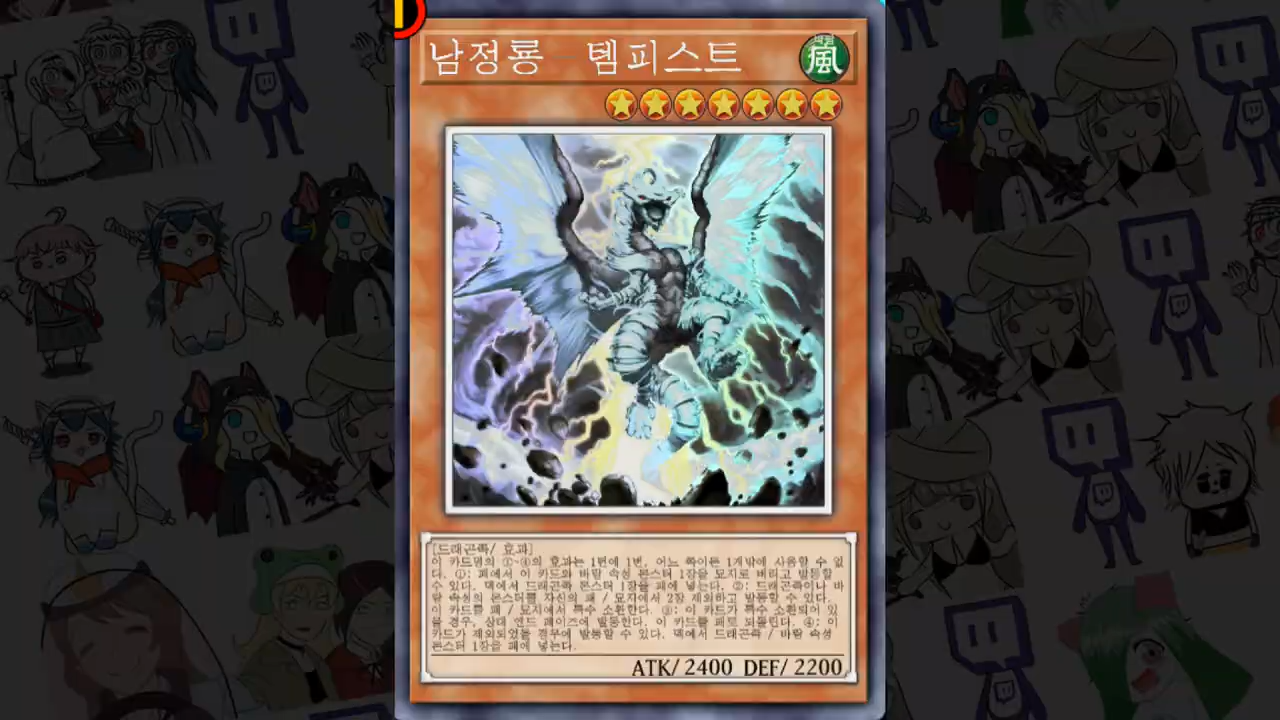 남정룡 - 템피스트
風
[드래곤족/ 효과]
이 카드명의 ①~④의 효과는 1턴에 1번, 어느 쪽이든 1개밖에 사용할 수 있
다. ①: 패에서 이 카드와 바람 속성 몬스터 1장을 묘지로 버리고 발동할
수 있다. 덱에서 드래곤족 몬스터 1장을 패에 넣는다. ②: 드래곤족이나 바
람 속성의 몬스터를 자신의 패 / 묘지에서 2장 제외하고 발동할 수 있다.
이 카드를 패 / 묘지에서 특수 소환한다. ③: 이 카드가 특수 소환되어 있
을 경우, 상대 엔드 페이즈에 발동한다. 이 카드를 패로 되돌린다. ④: 이
카드가 제외되었을 경우에 발동할 수 있다. 덱에서 드래곤족 / 바람 속성
몬스터 1장을 패에 넣는다.
ATK/ 2400 DEF/ 2200